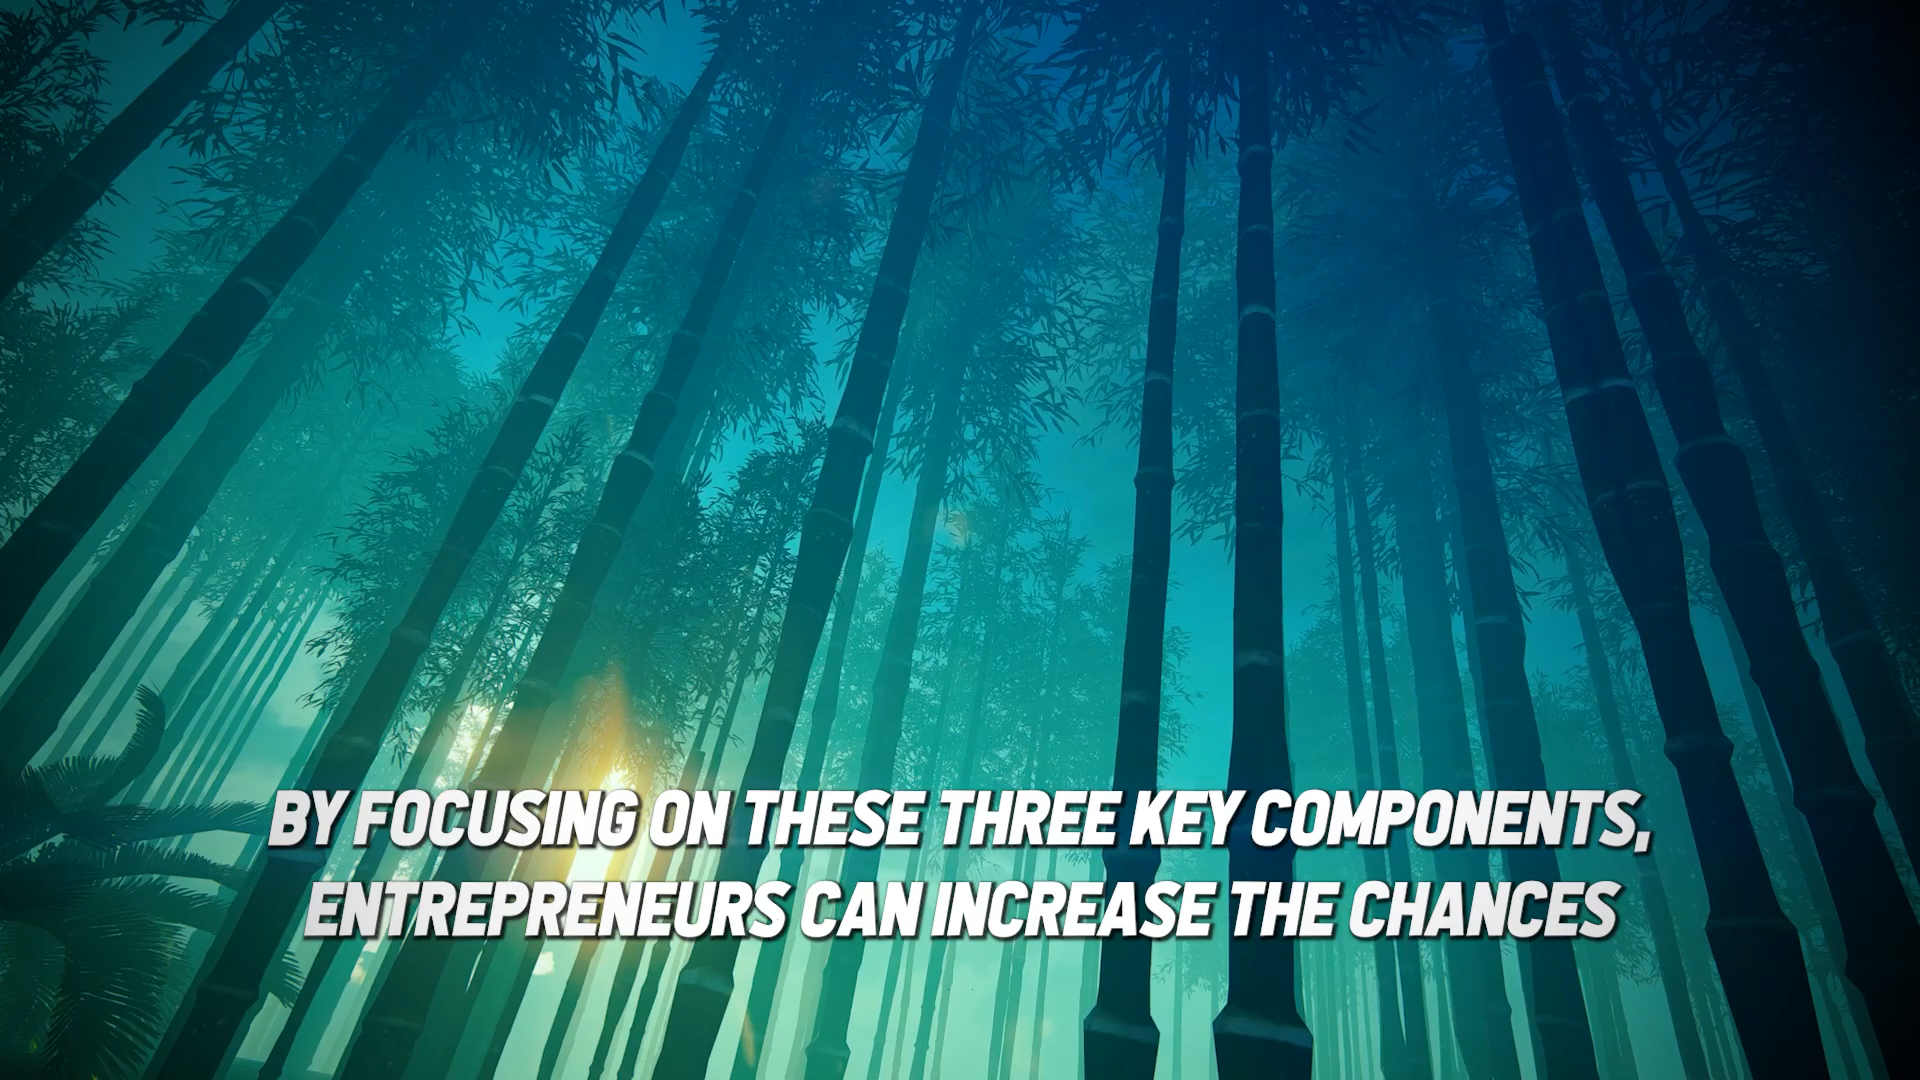 BY FOCUSING ON THESE THREE KEY COMPONENTS,
ENTREPRENEURS CAN INCREASE THE CHANCES